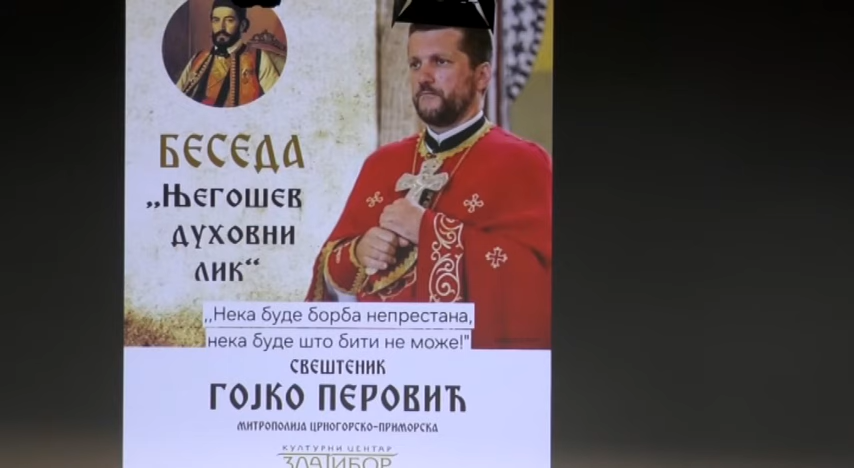 БЕСЕДА
„ЊЕГОШЕВ
ДУХОВНИ
ЛИК“
,,Нека буде борба непрестана,
нека буде што бити не може!"
СВЕШТЕНИК
ГОЈКО ПЕРОВИЋ
МИТРОПОЛИЈА ЦРНОГОРСКО-ПРИМОРСКА
КУЛТУРНИ ЦЕНТАР
ЗЛАТИБОР